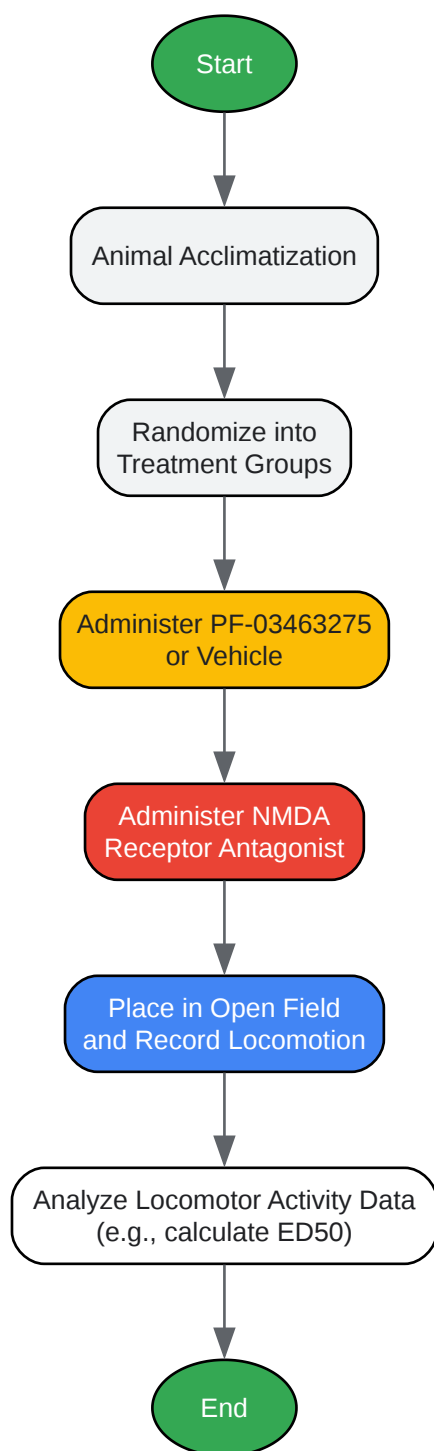 Start
Animal Acclimatization
Randomize into
Treatment Groups
Administer PF-03463275
or Vehicle
Administer NMDA
Receptor Antagonist
Place in Open Field
and Record Locomotion
Analyze Locomotor Activity Data
(e.g., calculate ED50)
End